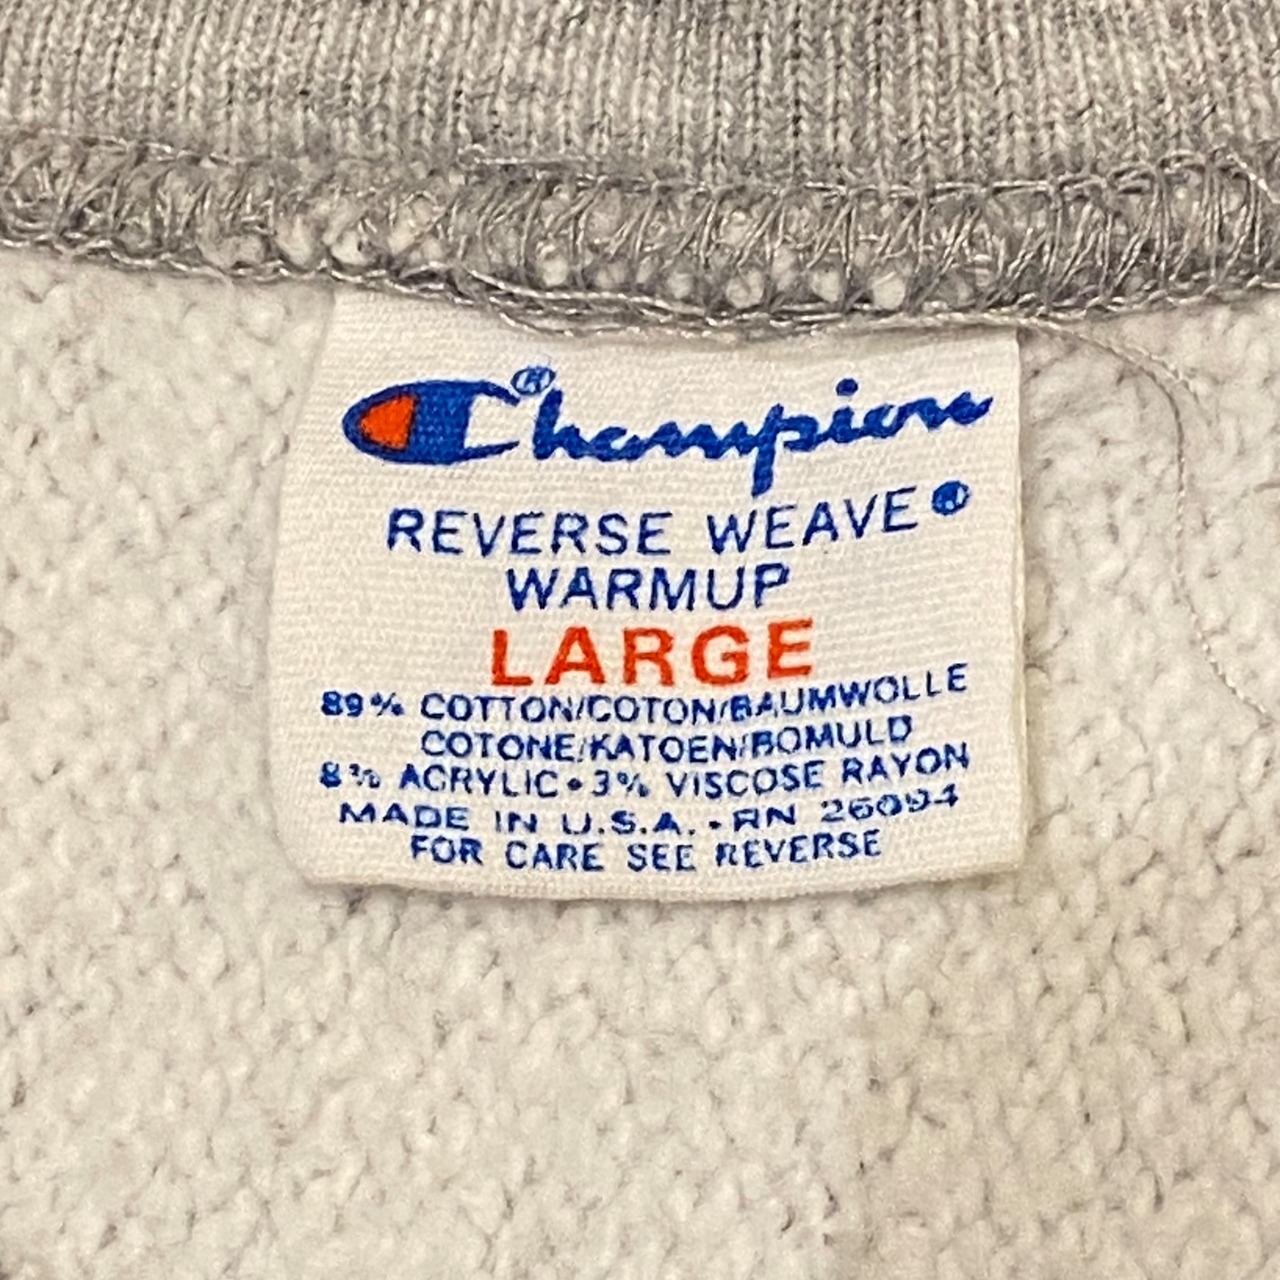 Champion®
REVERSE WEAVE®
WARMUP
LARGE
89% COTTON/COTON/BAUMWOLLE
COTONE/KATOEN/BOMULD
8% ACRYLIC • 3% VISCOSE RAYON
MADE IN U.S.A. • RN 26094
FOR CARE SEE REVERSE